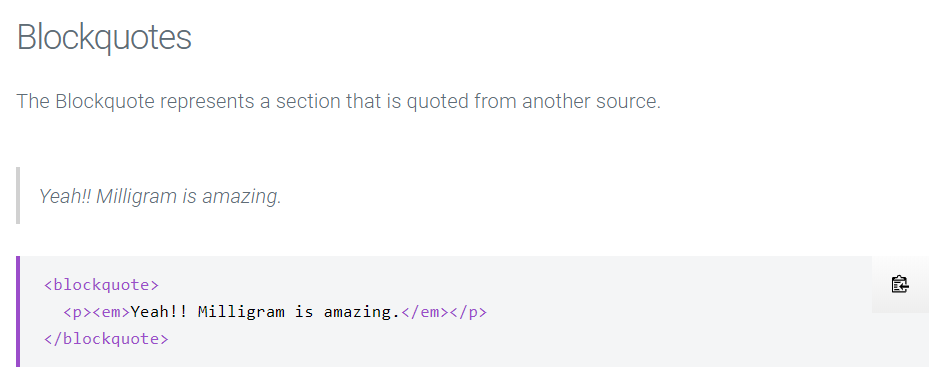 Blockquotes
The Blockquote represents a section that is quoted from another source.
Yeah!! Milligram is amazing.
<blockquote>
  <p><em>Yeah!! Milligram is amazing.</em></p>
</blockquote>